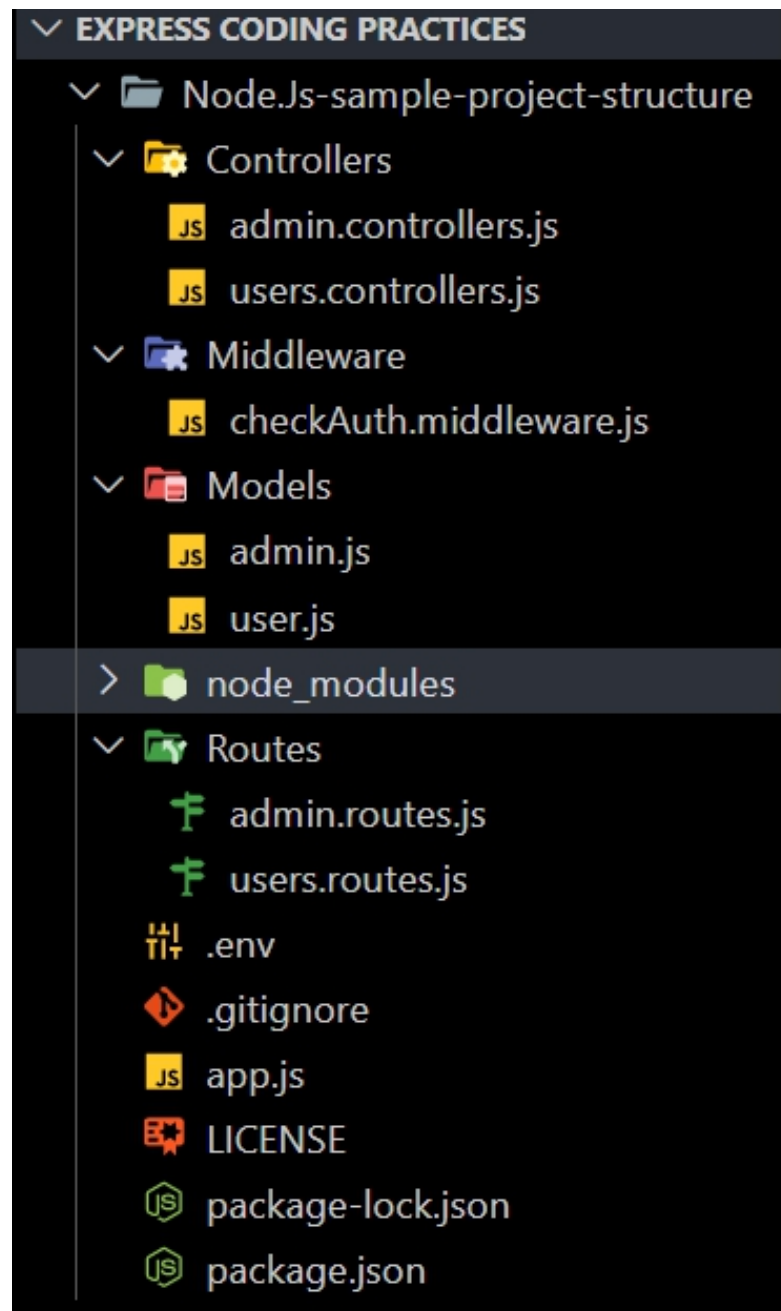 EXPRESS CODING PRACTICES
Node.Js-sample-project-structure
Controllers
JS admin.controllers.js
JS users.controllers.js
Middleware
JS checkAuth.middleware.js
Models
JS admin.js
JS user.js
node_modules
Routes
admin.routes.js
users.routes.js
.env
.gitignore
JS app.js
LICENSE
JS package-lock.json
JS package.json